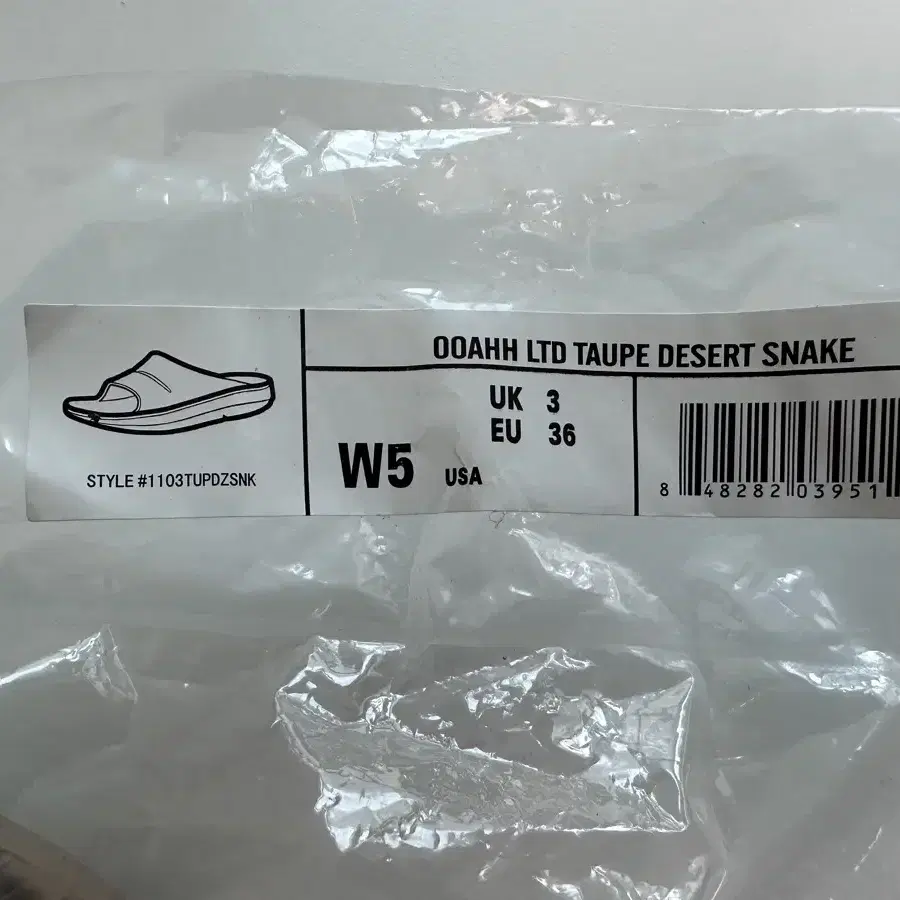 OOAHH LTD TAUPE DESERT SNAKE
UK 3
EU 36
W5 USA
STYLE #1103TUPDZSNK
8 48282 03951